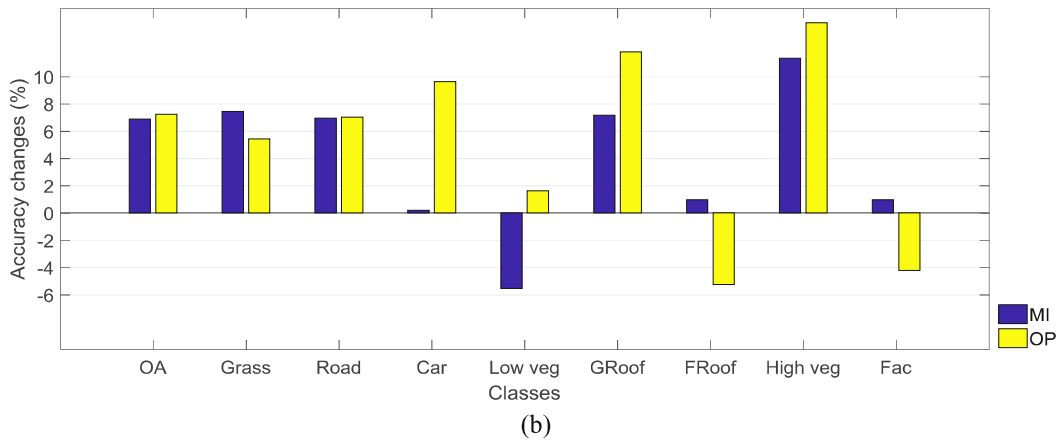 Accuracy changes (%)
10
8
6
4
2
0
-2
-4
-6
OA Grass Road Car Low veg GRoof FRoof High veg Fac
Classes
MI
OP
(b)